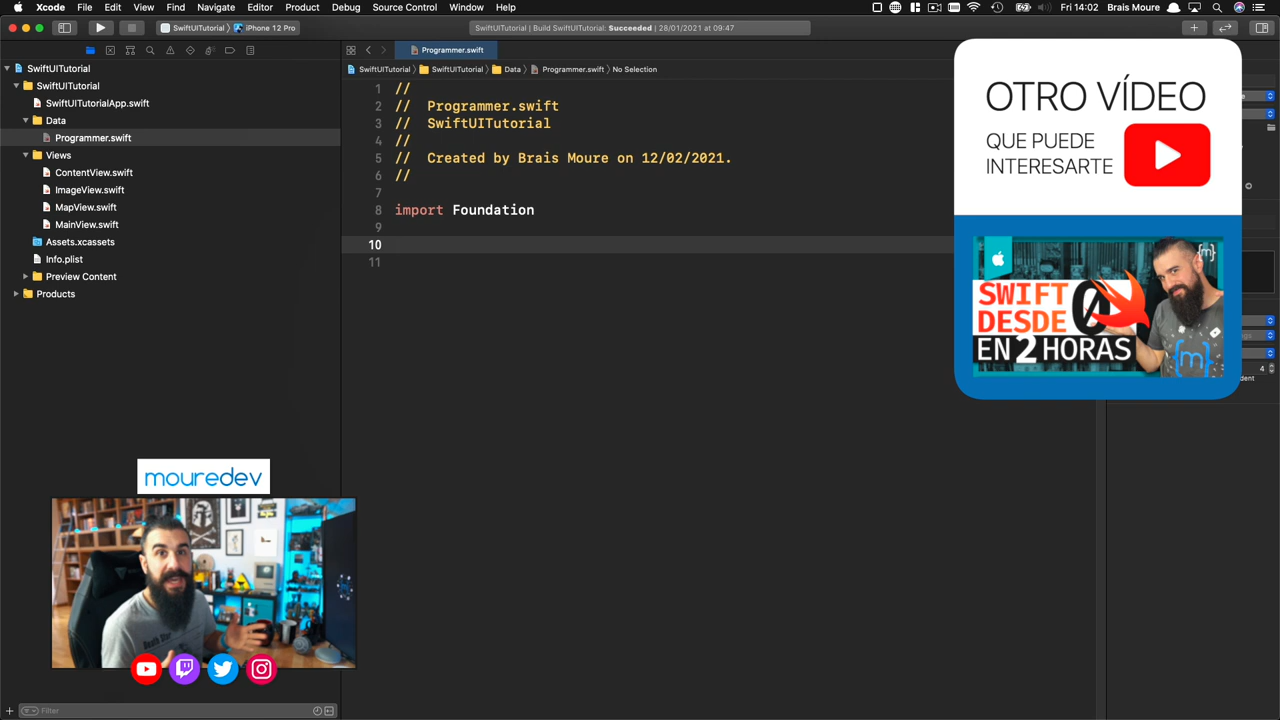 Xcode File Edit View Find Navigate Editor Product Debug Source Control Window Help
Fri 14:02 Brais Moure
SwiftUITutorial iPhone 12 Pro
SwiftUITutorial | Build SwiftUITutorial: Succeeded | 28/01/2021 at 09:47
Programmer.swift
SwiftUITutorial SwiftUITutorial Data Programmer.swift No Selection
SwiftUITutorial
SwiftUITutorial
SwiftUITutorialApp.swift
Data
Programmer.swift
Views
ContentView.swift
ImageView.swift
MapView.swift
MainView.swift
Assets.xcassets
Info.plist
Preview Content
Products
1 //
2 // Programmer.swift
3 // SwiftUITutorial
4 //
5 // Created by Brais Moure on 12/02/2021.
6 //
7
8 import Foundation
9
10
11
OTRO VÍDEO
QUE PUEDE
INTERESARTE
{m}
SWIFT
DESDE 0
EN 2 HORAS
{m}
4
mouredev
Filter